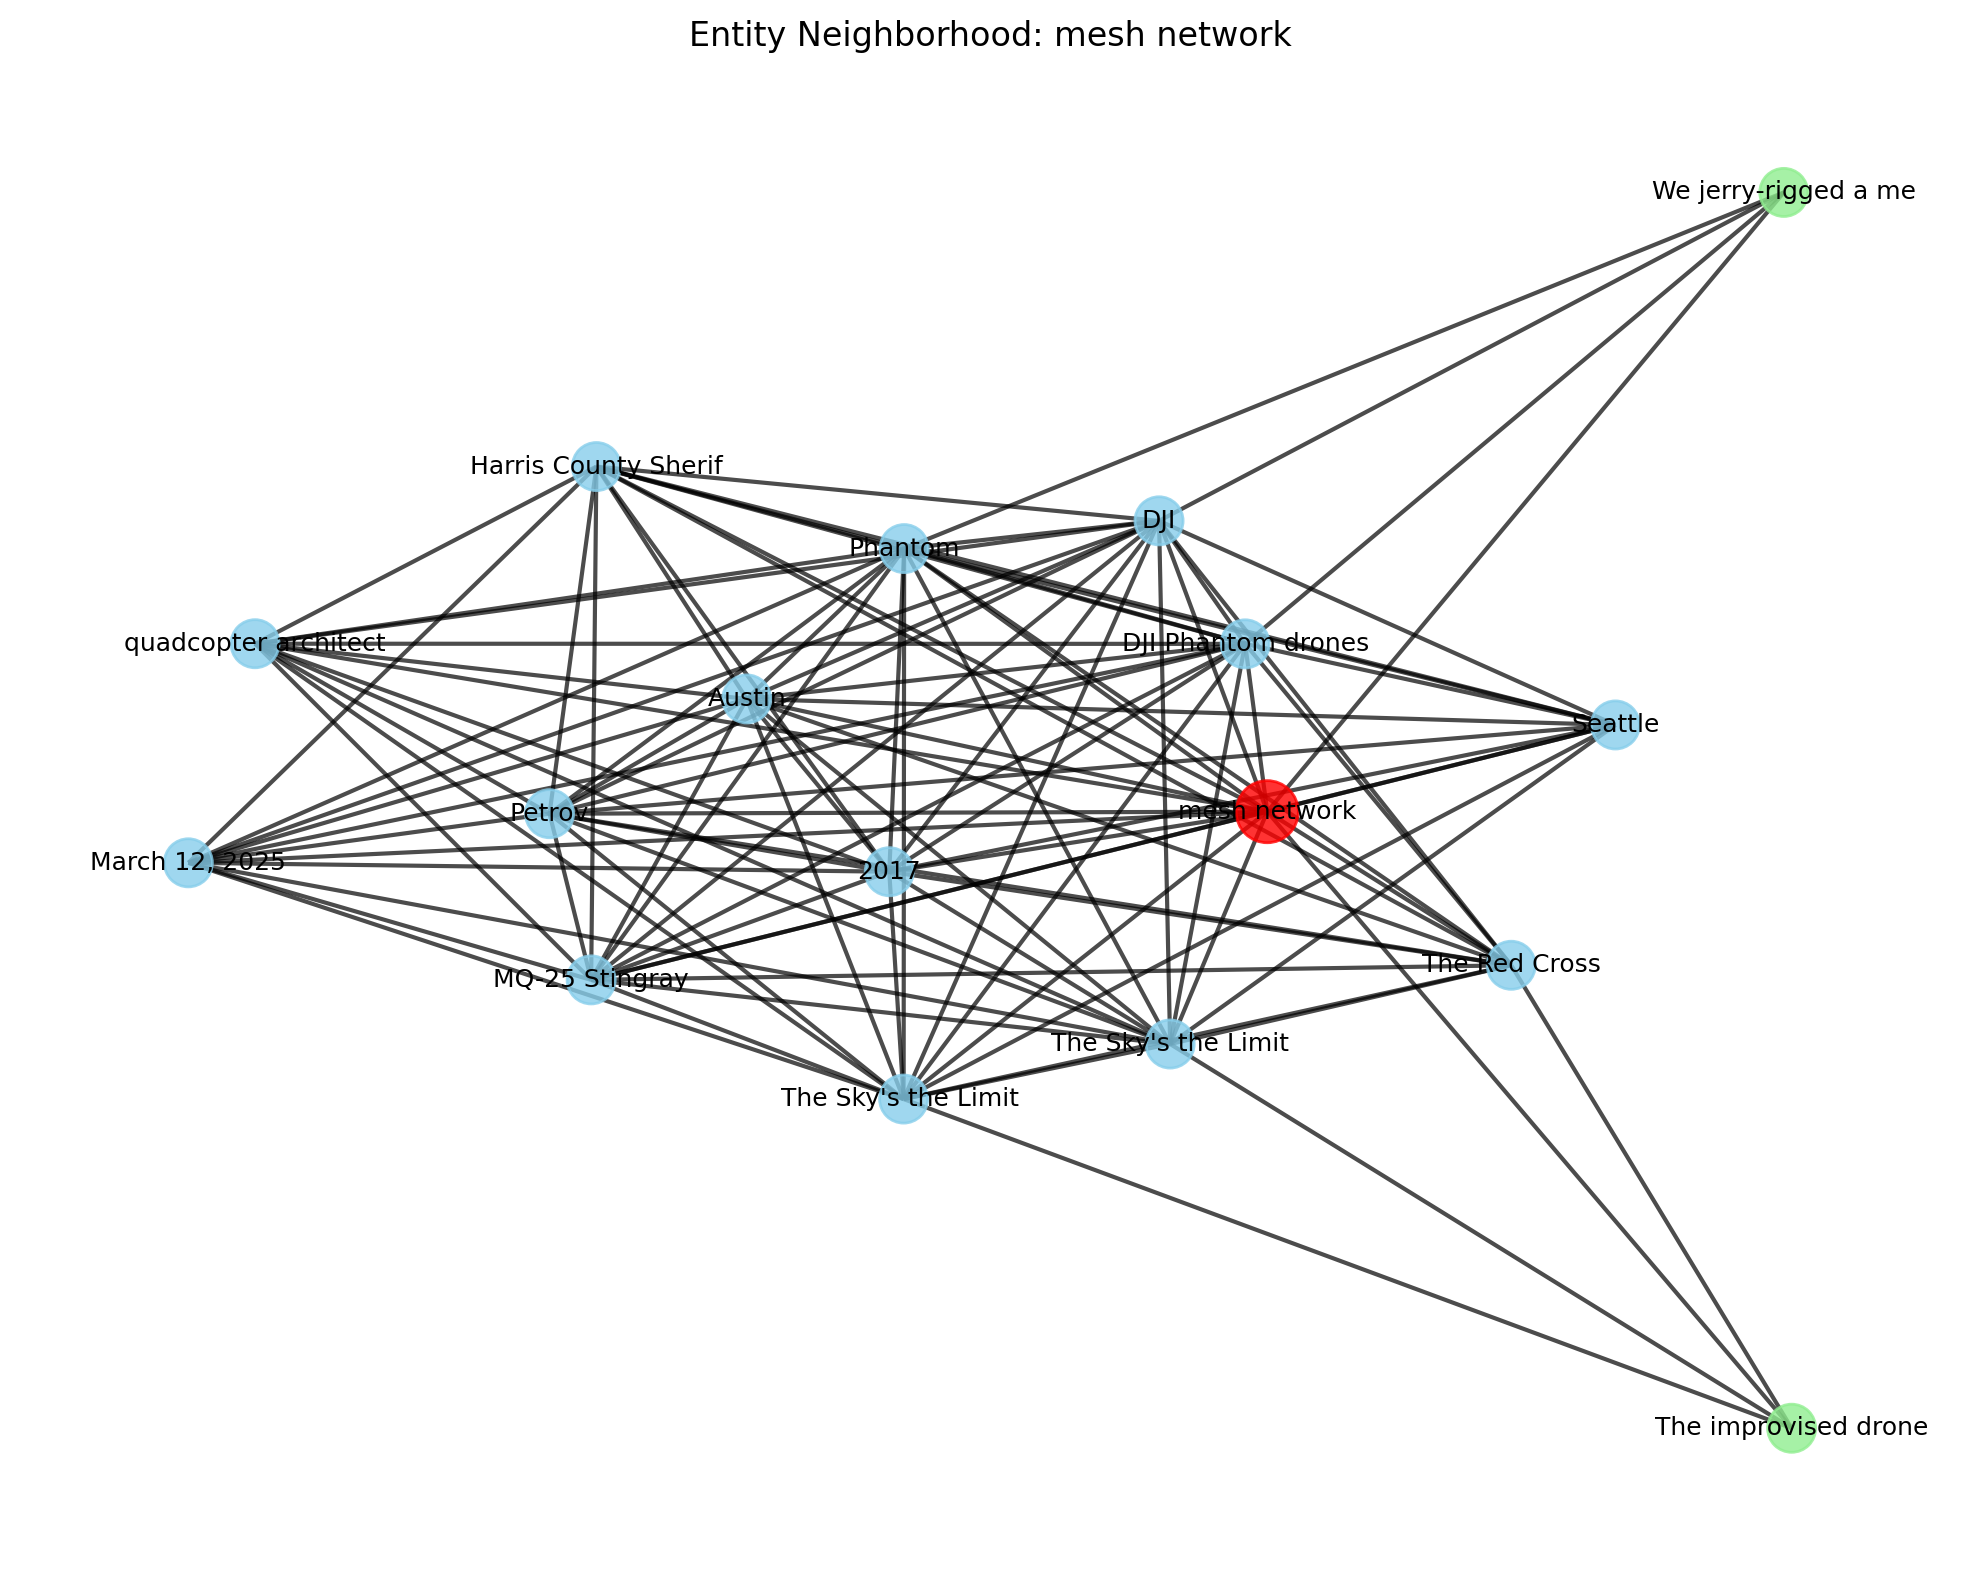 Entity Neighborhood: mesh network
We jerry-rigged a me
Harris County Sherif
DJI
Phantom
quadcopter architect
DJI Phantom drones
Austin
Seattle
mesh network
Petrov
March 12, 2025
2017
The Red Cross
MQ-25 Stingray
The Sky's the Limit
The Sky's the Limit
The improvised drone